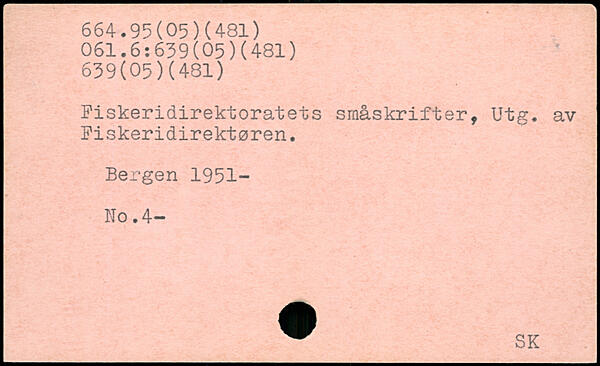 664.95(05)(481)
061.6:639(05)(481)
639(05)(481)
Fiskeridirektoratets småskrifter, Utg. av
Fiskeridirektøren.
Bergen 1951-
No.4-
SK